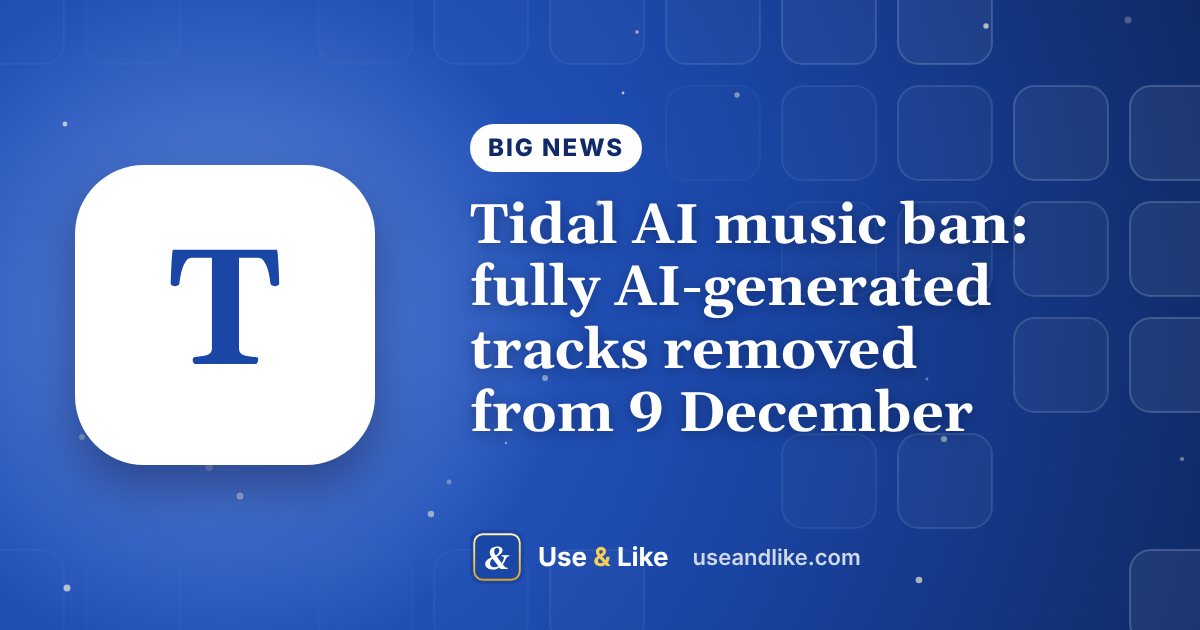 T
BIG NEWS
Tidal AI music ban:
fully AI-generated
tracks removed
from 9 December
& Use & Like useandlike.com